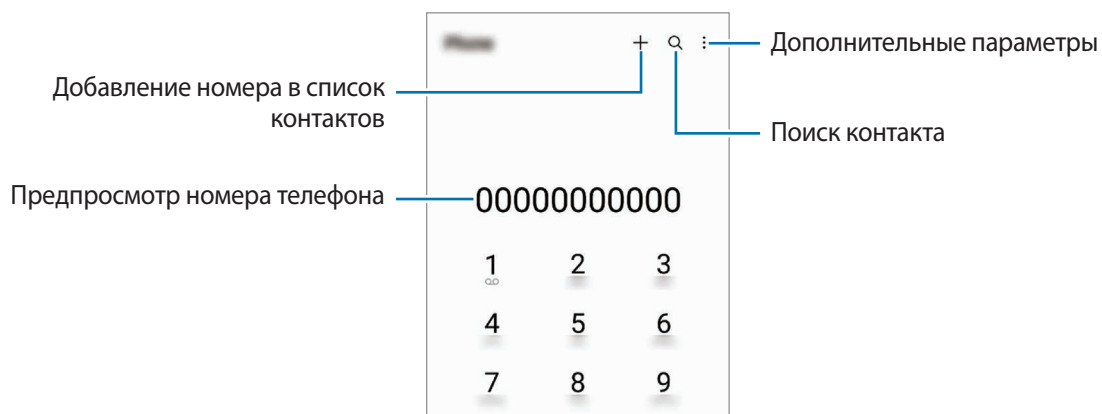 Дополнительные параметры
Добавление номера в список
контактов
Поиск контакта
Предпросмотр номера телефона
00000000000
1 2 3
4 5 6
7 8 9